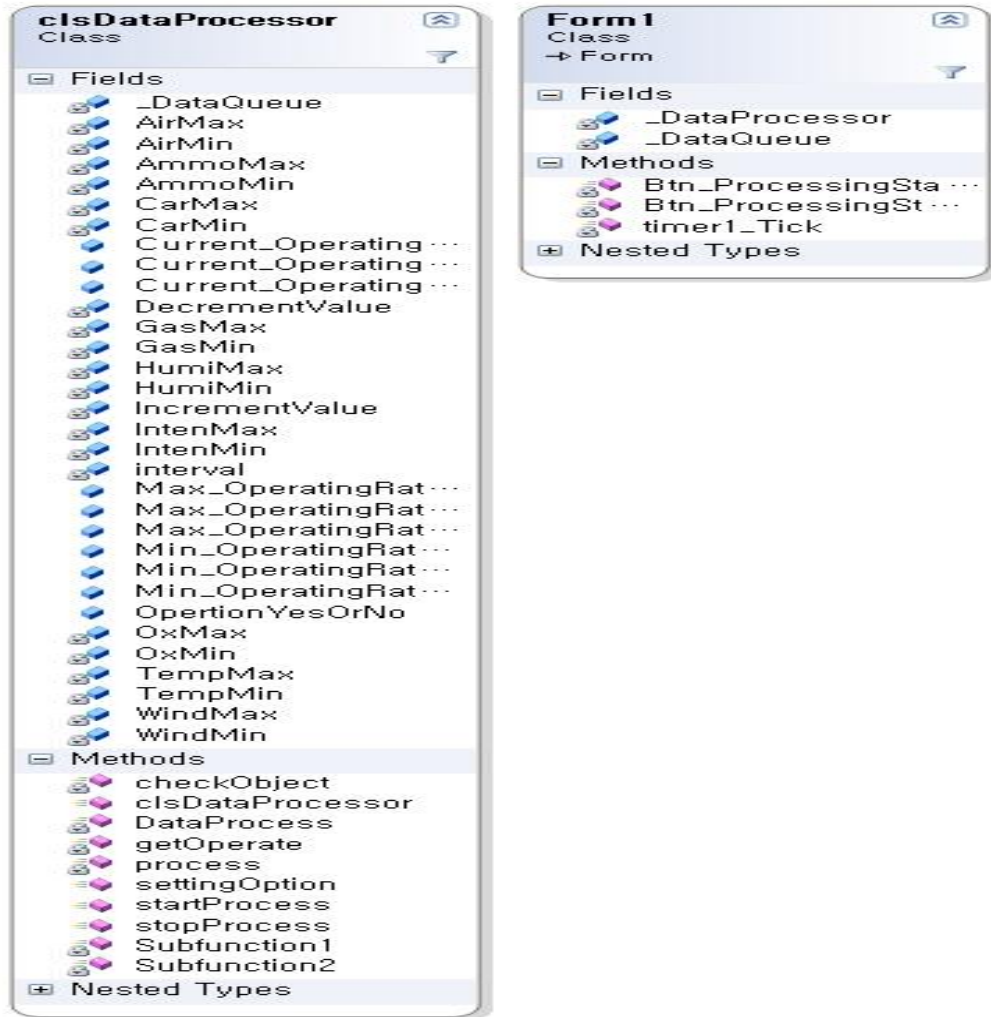 clsDataProcessor
Class
Fields
_DataQueue
AirMax
AirMin
AmmoMax
AmmoMin
CarMax
CarMin
Current_Operating ...
Current_Operating ...
Current_Operating ...
DecrementValue
GasMax
GasMin
HumiMax
HumiMin
IncrementValue
IntenMax
IntenMin
interval
Max_OperatingRat...
Max_OperatingRat...
Max_OperatingRat...
Min_OperatingRat...
Min_OperatingRat...
Min_OperatingRat...
OpertionYesOrNo
OxMax
OxMin
TempMax
TempMin
WindMax
WindMin
Methods
checkObject
clsDataProcessor
DataProcess
getOperate
process
settingOption
startProcess
stopProcess
Subfunction1
Subfunction2
Nested Types
Form1
Class
Form
Fields
_DataProcessor
_DataQueue
Methods
Btn_ProcessingSta ...
Btn_ProcessingSt ...
timer1_Tick
Nested Types